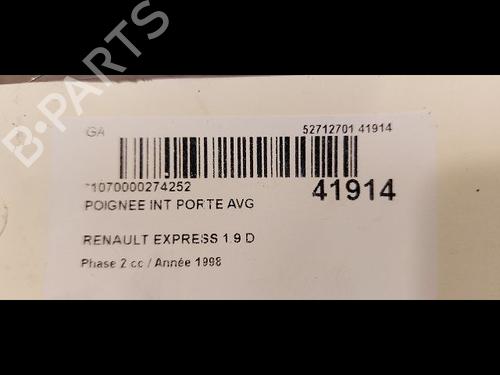 B-PARTS
GA
52712701 41914
*1070000274252
41914
POIGNEE INT PORTE AVG
RENAULT EXPRESS 1.9 D
Phase 2 cc / Année 1998